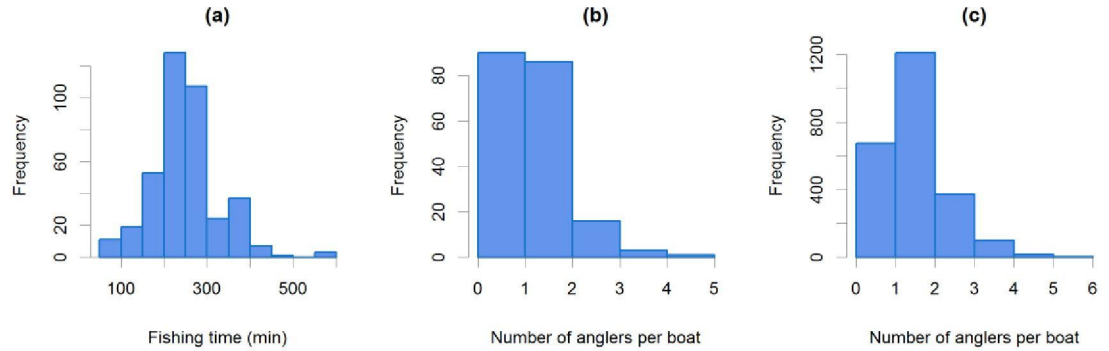 (a)
Frequency
0
20
60
100
100
300
500
Fishing time (min)
(b)
Frequency
0
20
40
60
80
0 1 2 3 4 5
Number of anglers per boat
(c)
Frequency
0
400
800
1200
0 1 2 3 4 5 6
Number of anglers per boat